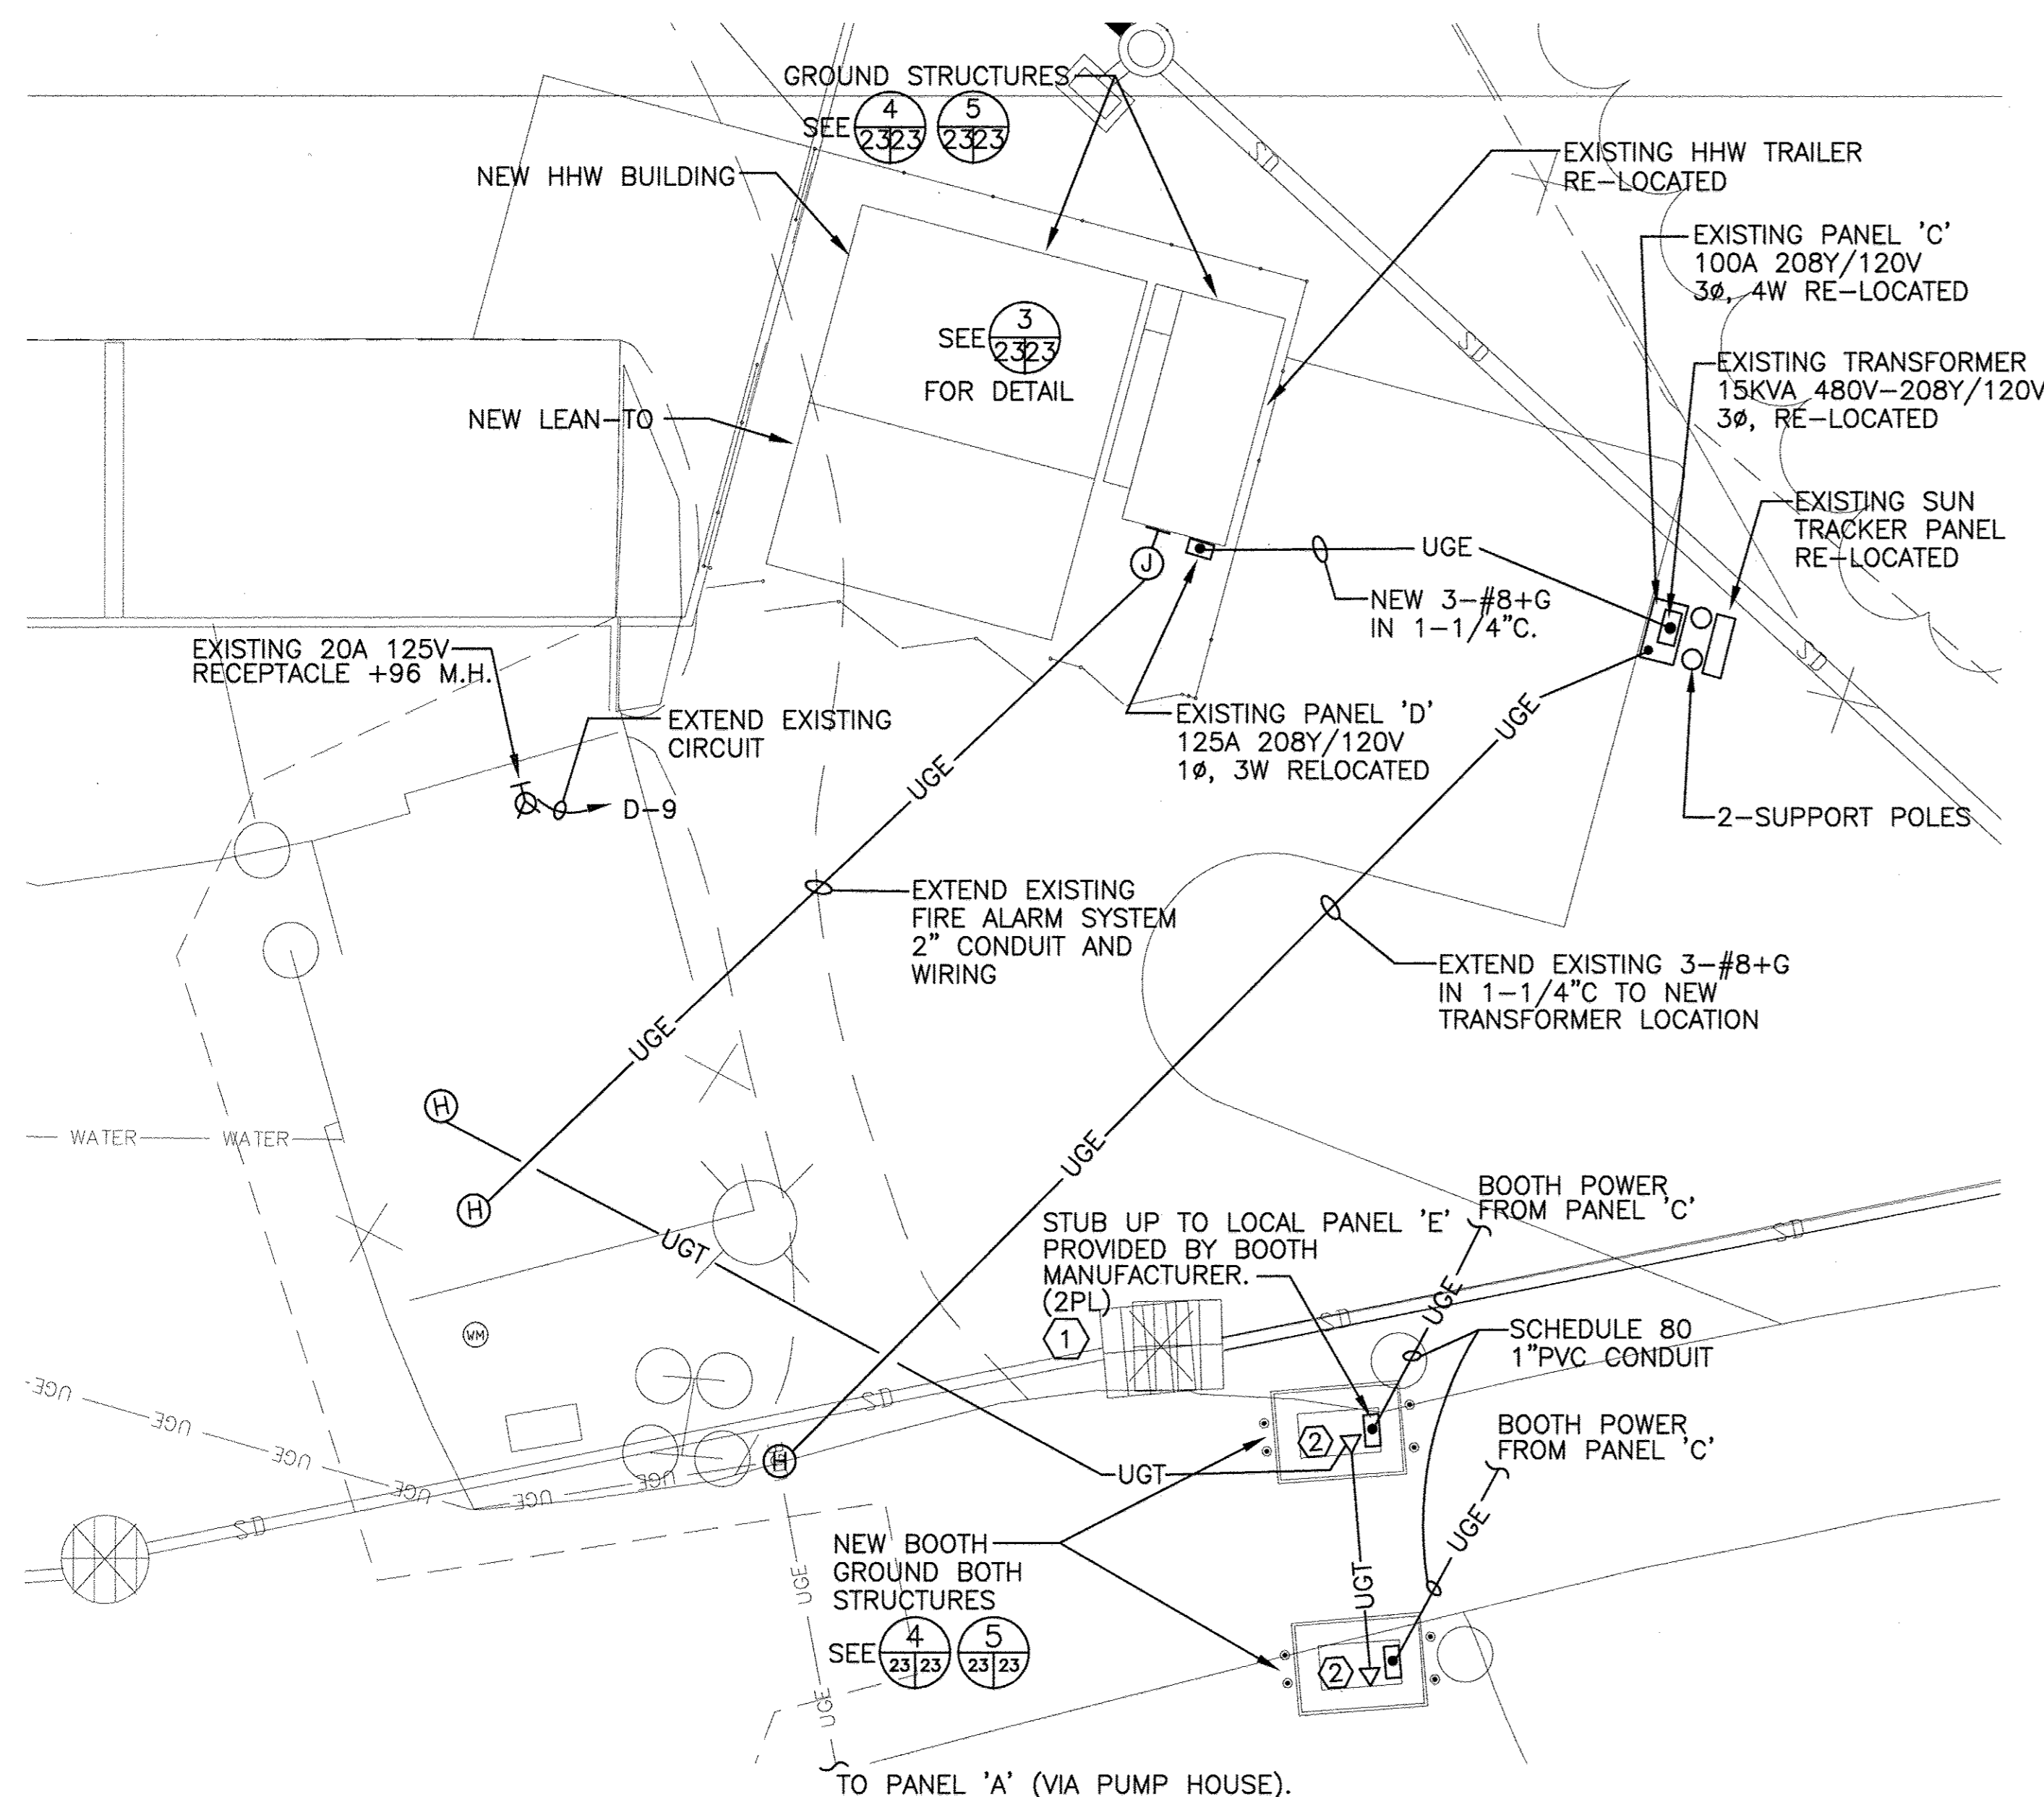 GROUND STRUCTURES
SEE
4
23 23
5
23 23
NEW HHW BUILDING
SD
EXISTING HHW TRAILER
RE-LOCATED
EXISTING PANEL 'C'
100A 208Y/120V
3ø, 4W RE-LOCATED
SEE
3
23 23
FOR DETAIL
SD
EXISTING TRANSFORMER
15KVA 480V-208Y/120V
3ø, RE-LOCATED
NEW LEAN-TO
EXISTING SUN
TRACKER PANEL
RE-LOCATED
J
UGE
NEW 3-#8+G
IN 1-1/4"C.
SD
EXISTING 20A 125V
RECEPTACLE +96 M.H.
EXTEND EXISTING
CIRCUIT
D-9
UGE
EXISTING PANEL 'D'
125A 208Y/120V
1ø, 3W RELOCATED
UGE
2-SUPPORT POLES
EXTEND EXISTING
FIRE ALARM SYSTEM
2" CONDUIT AND
WIRING
EXTEND EXISTING 3-#8+G
IN 1-1/4"C TO NEW
TRANSFORMER LOCATION
UGE
H
WATER
WATER
UGE
H
UGT
BOOTH POWER
FROM PANEL 'C'
STUB UP TO LOCAL PANEL 'E'
PROVIDED BY BOOTH
MANUFACTURER.
(2PL)
1
SD
UGE
SD
WM
SCHEDULE 80
1"PVC CONDUIT
UGE
UGE
UGE
UGE
UGE
UGE
SD
H
2
BOOTH POWER
FROM PANEL 'C'
UGT
SD
UGE
NEW BOOTH
GROUND BOTH
STRUCTURES
UGE
UGT
SEE
4
23 23
5
23 23
2
UGE
TO PANEL 'A' (VIA PUMP HOUSE).